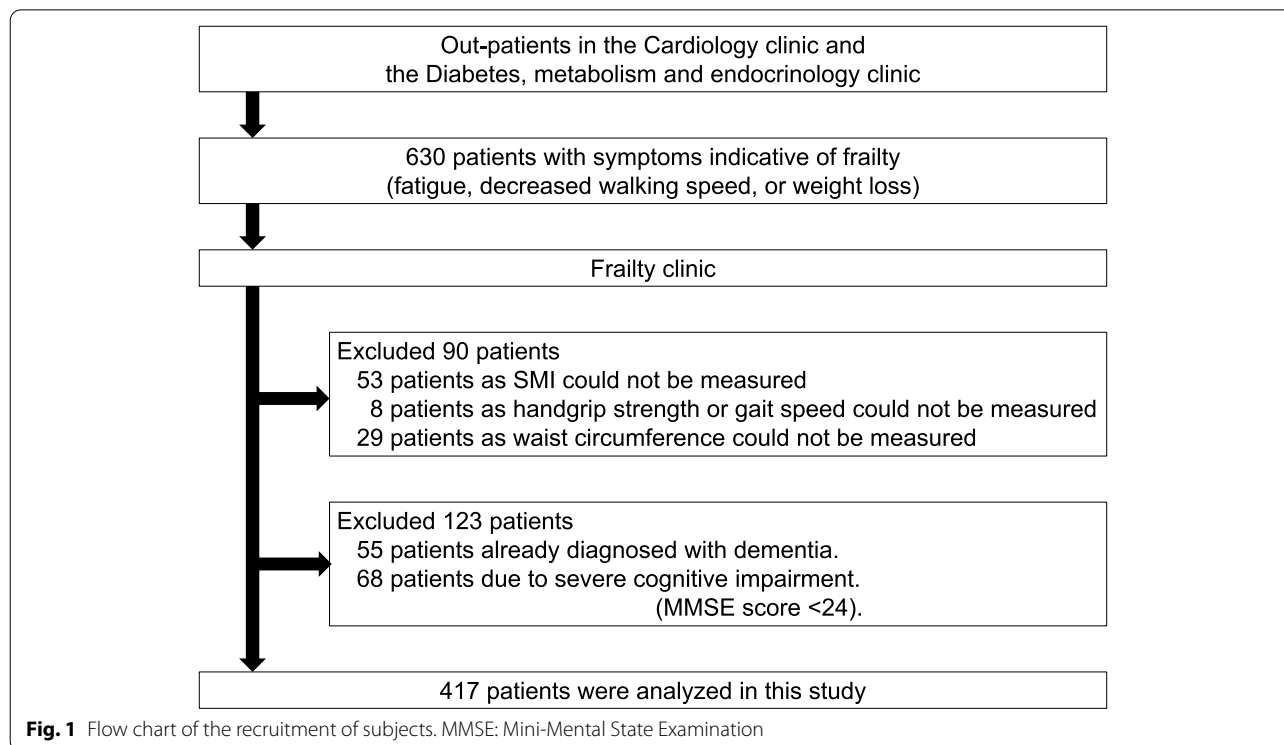 Out-patients in the Cardiology clinic and
the Diabetes, metabolism and endocrinology clinic
630 patients with symptoms indicative of frailty
(fatigue, decreased walking speed, or weight loss)
Frailty clinic
Excluded 90 patients
53 patients as SMI could not be measured
8 patients as handgrip strength or gait speed could not be measured
29 patients as waist circumference could not be measured
Excluded 123 patients
55 patients already diagnosed with dementia.
68 patients due to severe cognitive impairment.
(MMSE score <24).
417 patients were analyzed in this study
Fig. 1 Flow chart of the recruitment of subjects. MMSE: Mini-Mental State Examination